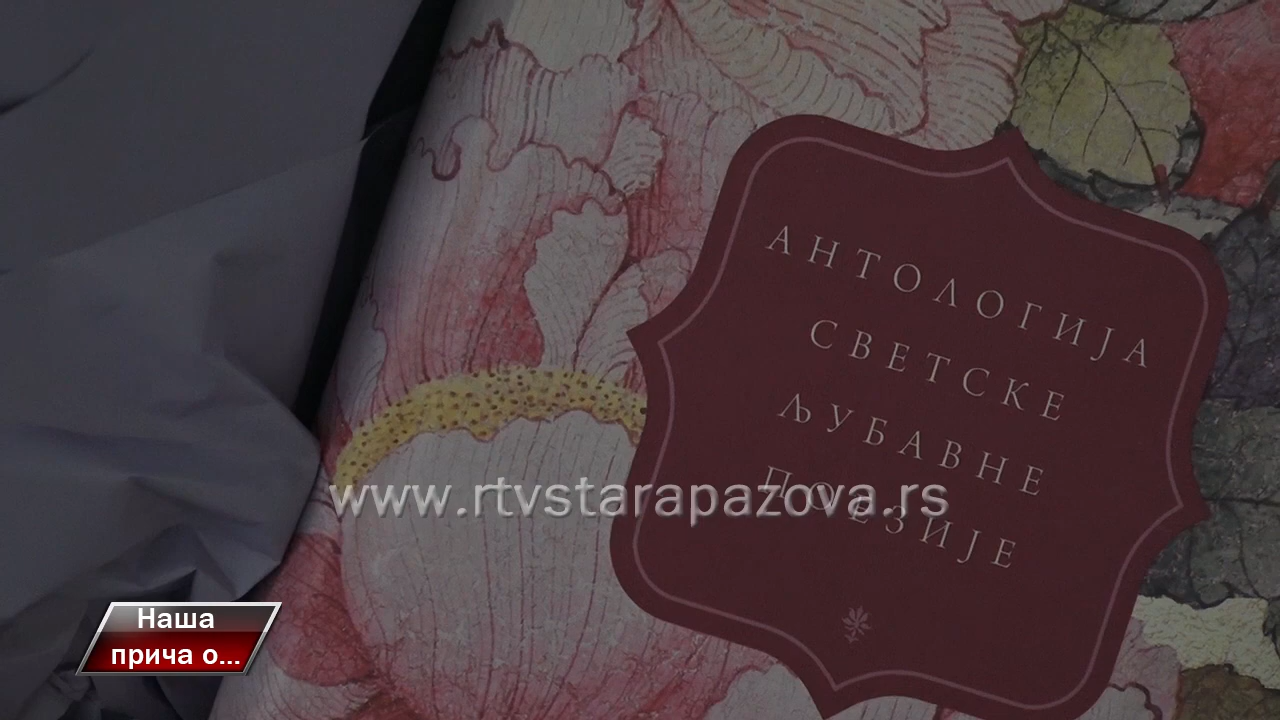 АНТОЛОГИЈА
СВЕТСКЕ
ЉУБАВНЕ
ПОЕЗИЈЕ
www.rtvstarapazova.rs
Наша
прича о...